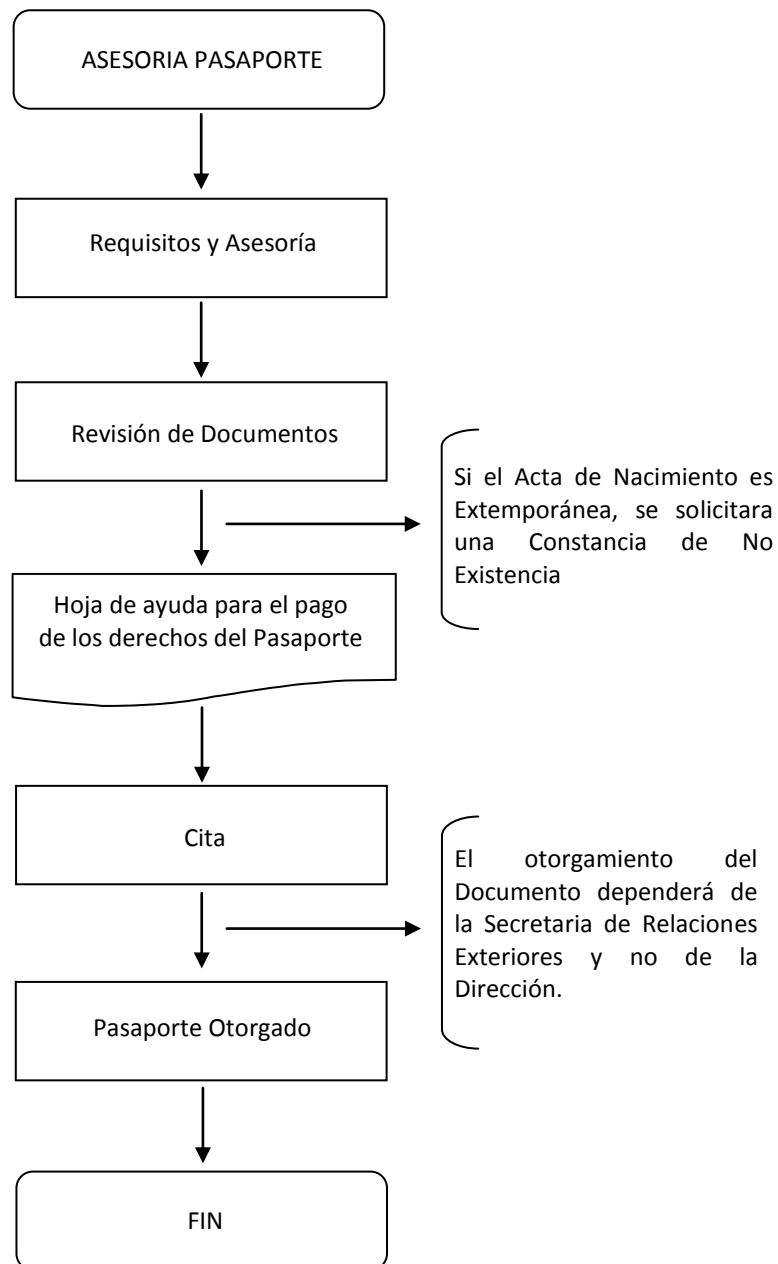 ASESORIA PASAPORTE
Requisitos y Asesoría
Revisión de Documentos
Si el Acta de Nacimiento es
Extemporánea, se solicitara
una Constancia de No
Existencia
Hoja de ayuda para el pago
de los derechos del Pasaporte
Cita
El otorgamiento del
Documento dependerá de
la Secretaria de Relaciones
Exteriores y no de la
Dirección.
Pasaporte Otorgado
FIN